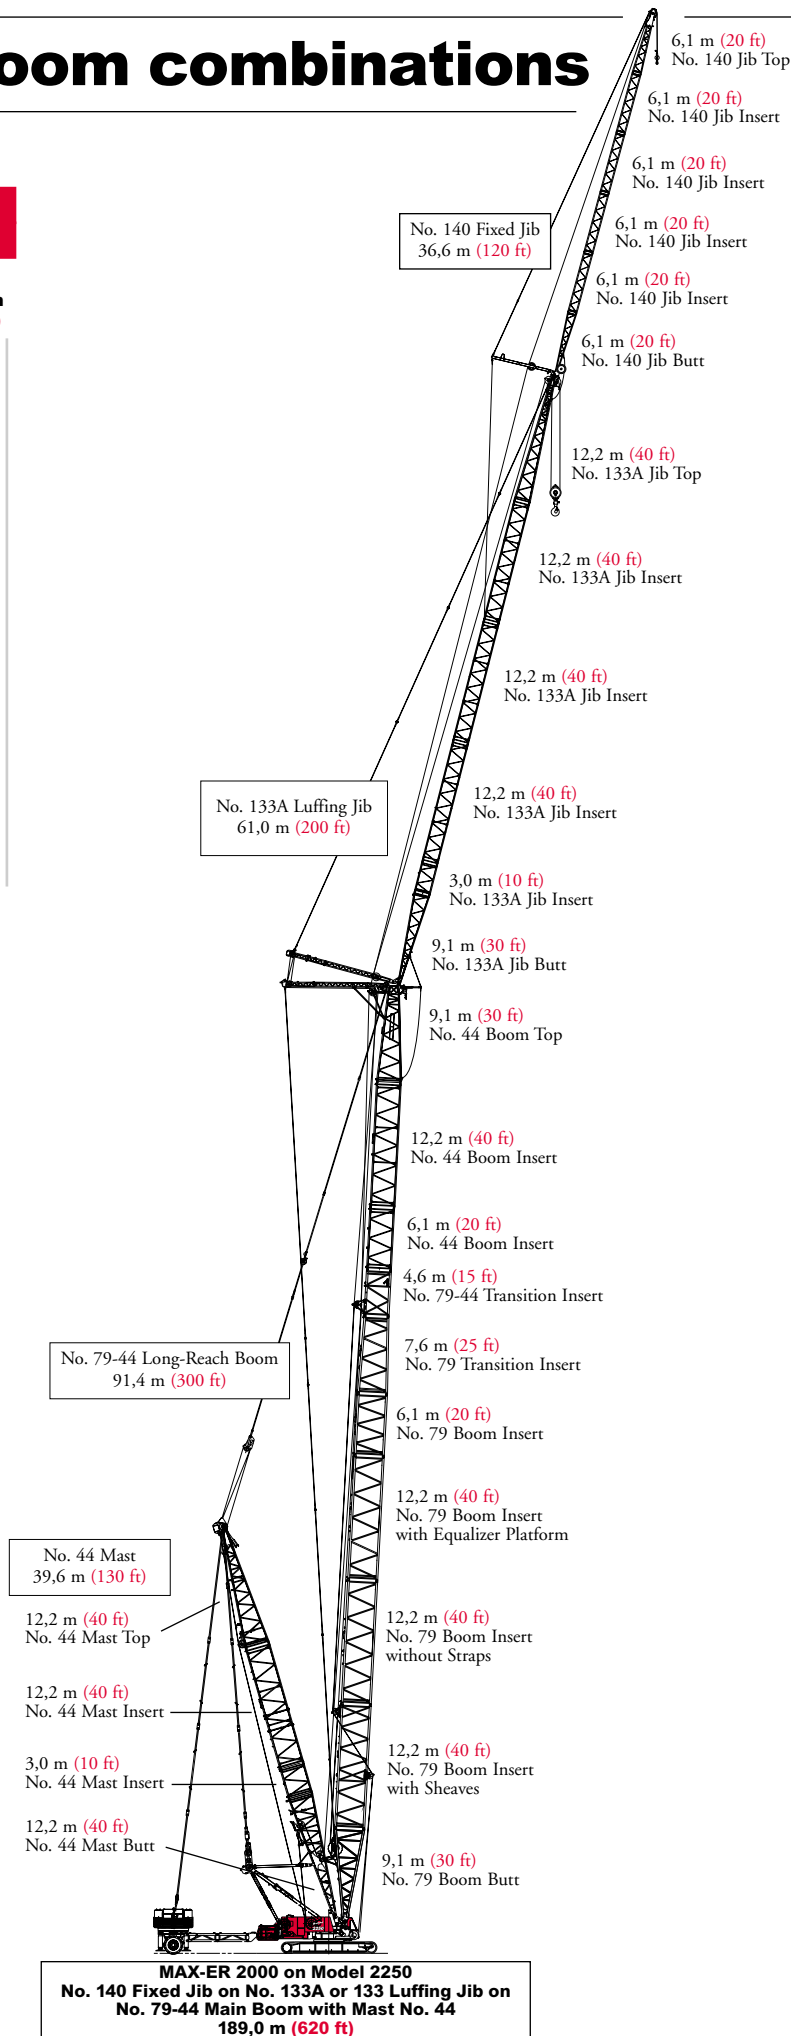 oom combinations
6,1 m (20 ft)
No. 140 Jib Top
6,1 m (20 ft)
No. 140 Jib Insert
6,1 m (20 ft)
No. 140 Jib Insert
6,1 m (20 ft)
No. 140 Jib Insert
No. 140 Fixed Jib
36,6 m (120 ft)
6,1 m (20 ft)
No. 140 Jib Insert
6,1 m (20 ft)
No. 140 Jib Butt
12,2 m (40 ft)
No. 133A Jib Top
12,2 m (40 ft)
No. 133A Jib Insert
12,2 m (40 ft)
No. 133A Jib Insert
12,2 m (40 ft)
No. 133A Jib Insert
No. 133A Luffing Jib
61,0 m (200 ft)
3,0 m (10 ft)
No. 133A Jib Insert
9,1 m (30 ft)
No. 133A Jib Butt
9,1 m (30 ft)
No. 44 Boom Top
12,2 m (40 ft)
No. 44 Boom Insert
6,1 m (20 ft)
No. 44 Boom Insert
4,6 m (15 ft)
No. 79-44 Transition Insert
7,6 m (25 ft)
No. 79 Transition Insert
No. 79-44 Long-Reach Boom
91,4 m (300 ft)
6,1 m (20 ft)
No. 79 Boom Insert
12,2 m (40 ft)
No. 79 Boom Insert
with Equalizer Platform
No. 44 Mast
39,6 m (130 ft)
12,2 m (40 ft)
No. 44 Mast Top
12,2 m (40 ft)
No. 79 Boom Insert
without Straps
12,2 m (40 ft)
No. 44 Mast Insert
3,0 m (10 ft)
No. 44 Mast Insert
12,2 m (40 ft)
No. 79 Boom Insert
with Sheaves
12,2 m (40 ft)
No. 44 Mast Butt
9,1 m (30 ft)
No. 79 Boom Butt
MAX-ER 2000 on Model 2250
No. 140 Fixed Jib on No. 133A or 133 Luffing Jib on
No. 79-44 Main Boom with Mast No. 44
189,0 m (620 ft)